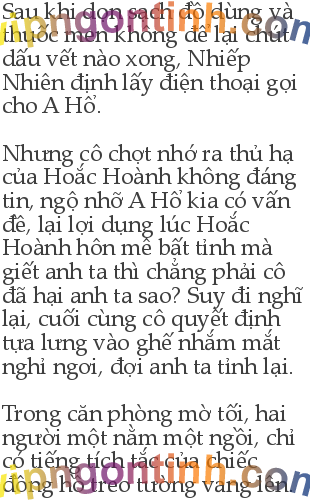 Sau khi dọn sạch đồ dùng và
thuốc men không để lại chút
dấu vết nào xong, Nhiếp
Nhiên định lấy điện thoại gọi
cho A Hổ.
Nhưng cô chợt nhớ ra thủ hạ
của Hoắc Hoành không đáng
tin, ngộ nhỡ A Hổ kia có vấn
đề, lại lợi dụng lúc Hoắc
Hoành hôn mê bất tỉnh mà
giết anh ta thì chẳng phải cô
đã hại anh ta sao? Suy đi nghĩ
lại, cuối cùng cô quyết định
tựa lưng vào ghế nhắm mắt
nghỉ ngơi, đợi anh ta tỉnh lại.
Trong căn phòng mờ tối, hai
người một nằm một ngồi, chỉ
có tiếng tích tắc của chiếc
đồng hồ treo tường vang lên.